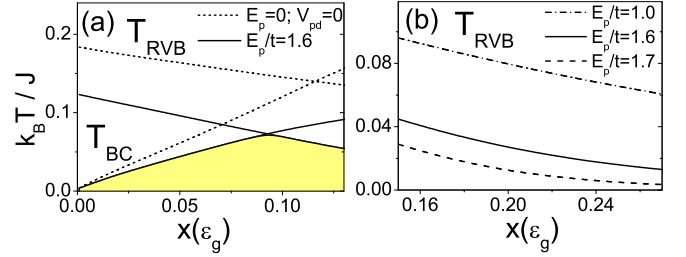 (a)
E_p=0; V_pd=0
E_p/t=1.6
T_RVB
T_BC
k_BT / J
0.2
0.1
0.0
0.00
0.05
0.10
x(ε_g)
(b)
E_p/t=1.0
E_p/t=1.6
E_p/t=1.7
T_RVB
0.08
0.04
0.00
0.16
0.20
0.24
x(ε_g)